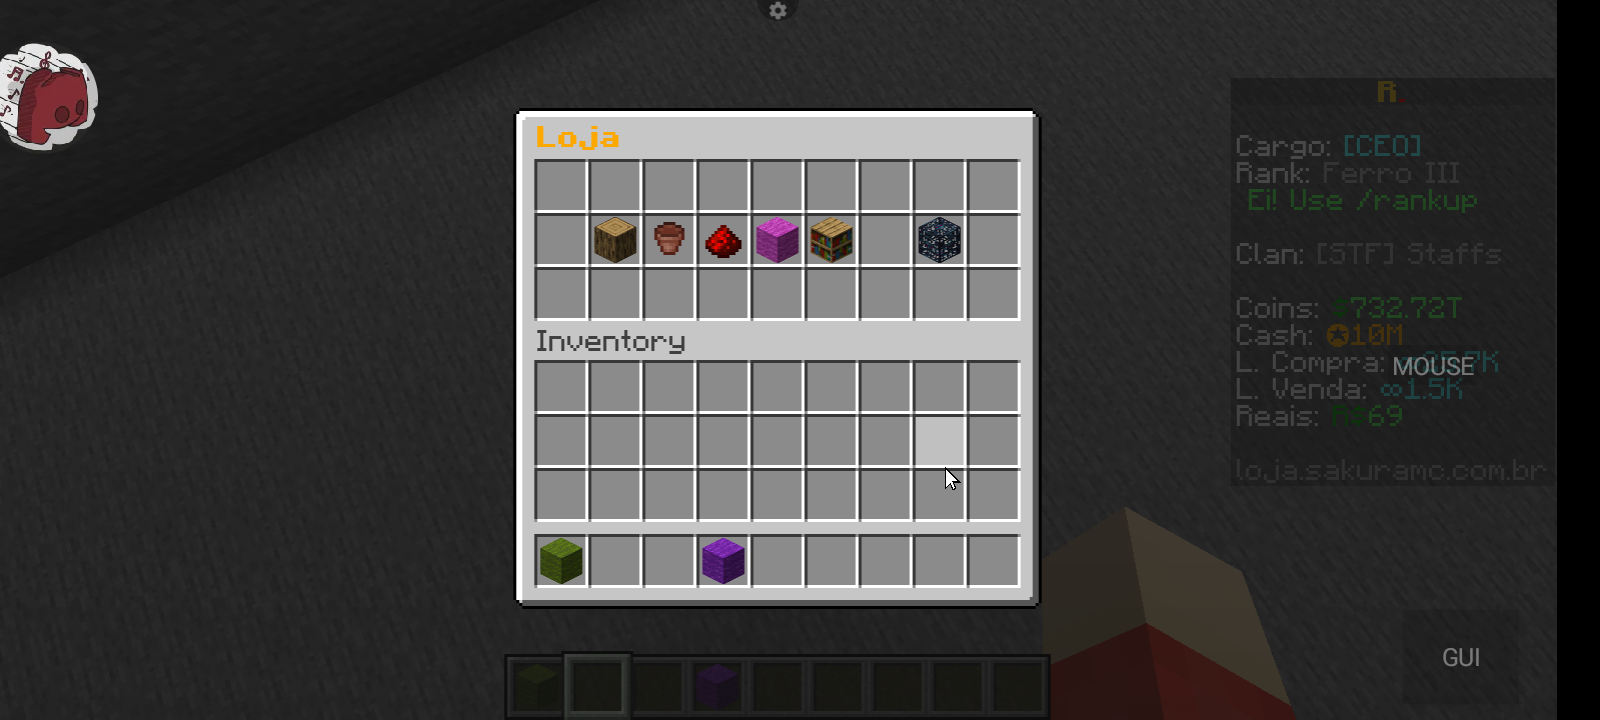 Loja
Inventory
R
Cargo: [CEO]
Rank: Ferro III
Ei! Use /rankup
Clan: [STF] Staffs
Coins: 732.72T
Cash: ✪10M
L. Compra:
MOUSE
L. Venda: ∞1.5K
Reais:
loja.sakuramc.com.br
GUI